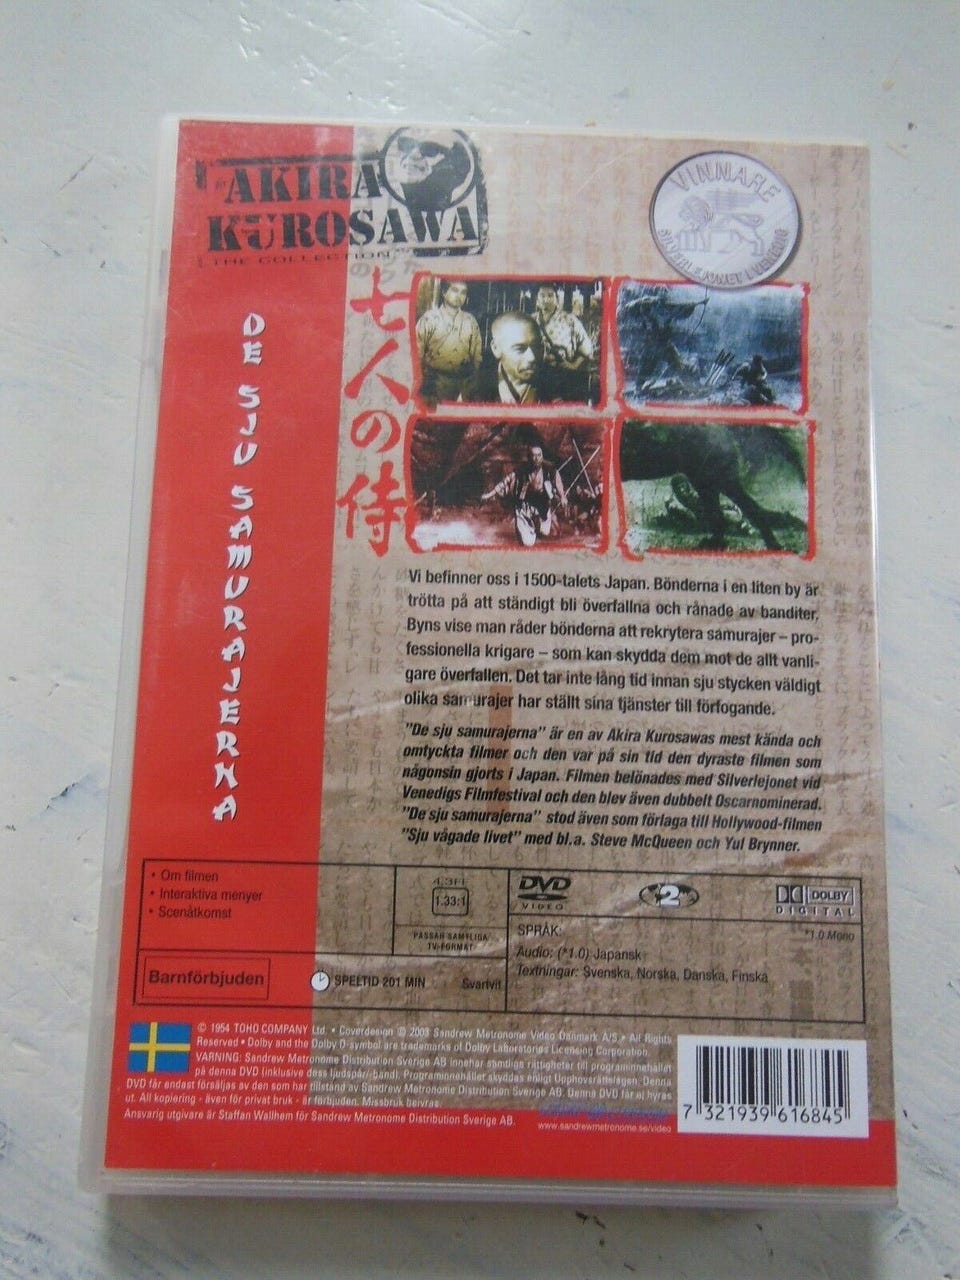 AKIRA
KUROSAWA
THE COLLECTION
VINNARE
SILVERLEJONET I VENEDIG
七人の侍
DE SJU SAMURAJERNA
Vi befinner oss i 1500-talets Japan. Bönderna i en liten by är
trötta på att ständigt bli överfallna och rånade av banditer.
Byns vise man råder bönderna att rekrytera samurajer – pro-
fessionella krigare – som kan skydda dem mot de allt vanli-
gare överfallen. Det tar inte lång tid innan sju stycken väldigt
olika samurajer har ställt sina tjänster till förfogande.
"De sju samurajerna" är en av Akira Kurosawas mest kända och
omtyckta filmer och den var på sin tid den dyraste filmen som
någonsin gjorts i Japan. Filmen belönades med Silverlejonet vid
Venedigs Filmfestival och den blev även dubbelt Oscarnominerad.
"De sju samurajerna" stod även som förlaga till Hollywood-filmen
"Sju vågade livet" med bl.a. Steve McQueen och Yul Brynner.
• Om filmen
• Interaktiva menyer
• Scenåtkomst
4:3FF
1.33:1
PASSAR SAMTLIGA
TV-FORMAT
DVD
VIDEO
2
DOLBY
DIGITAL
*1.0 Mono
SPRÅK:
Audio: (*1.0) Japansk
Textningar: Svenska, Norska, Danska, Finska
Barnförbjuden
SPELTID 201 MIN
Svartvit
© 1954 TOHO COMPANY Ltd. • Coverdesign © 2003 Sandrew Metronome Video Danmark A/S • All Rights
Reserved • Dolby and the Dolby D-symbol are trademarks of Dolby Laboratories Licensing Corporation.
VARNING: Sandrew Metronome Distribution Sverige AB innehar samtliga rättigheter till programinnehållet
på denna DVD (inklusive dess ljudspår/-band). Programinnehållet skyddas enligt Upphovsrättslagen. Denna
DVD får endast försäljas av den som har tillstånd av Sandrew Metronome Distribution Sverige AB. Denna DVD får ej hyras
ut. All kopiering - även för privat bruk - är förbjuden. Missbruk beivras.
Ansvarig utgivare är Staffan Wallhem för Sandrew Metronome Distribution Sverige AB.
www.sandrewmetronome.se/video
7 321939 616845